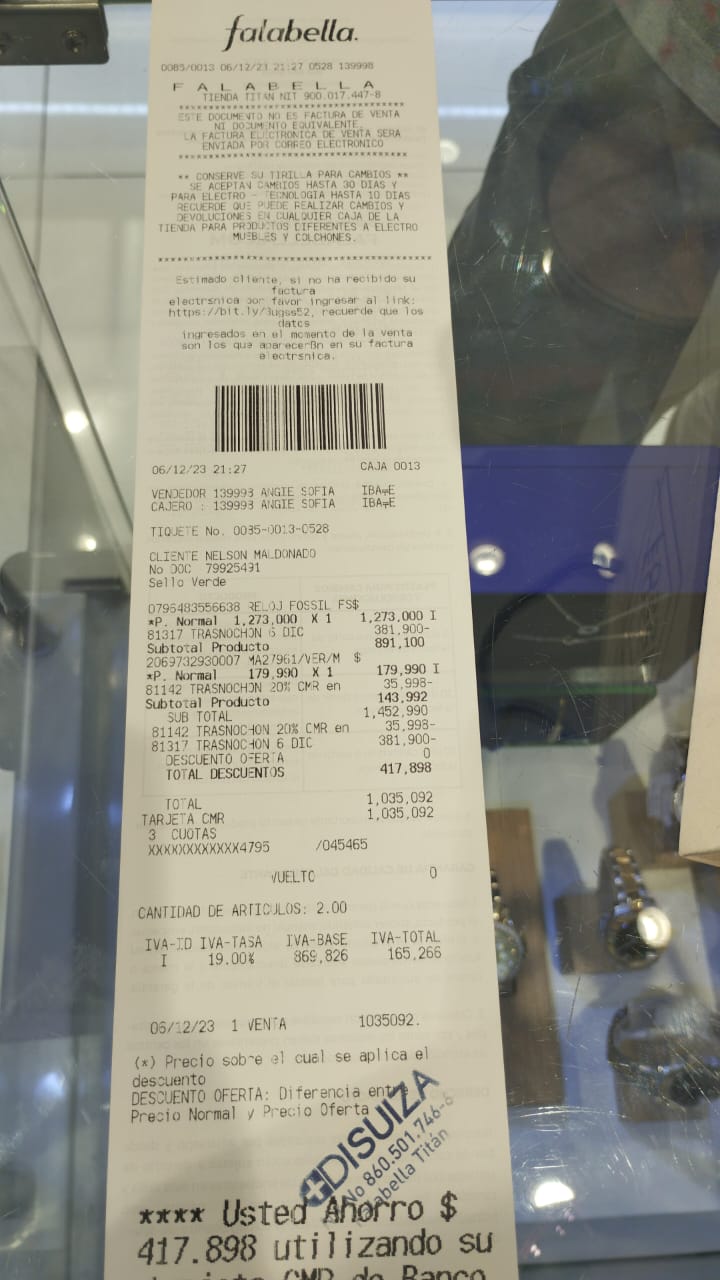 falabella.
0085/0013 06/12/23 21:27 0528 139998
F A L A B E L L A
TIENDA TITAN NIT 900.017.447-8
****************************************
ESTE DOCUMENTO NO ES FACTURA DE VENTA
NI DOCUMENTO EQUIVALENTE.
LA FACTURA ELECTRONICA DE VENTA SERA
ENVIADA POR CORREO ELECTRONICO
****************************************
** CONSERVE SU TIRILLA PARA CAMBIOS **
SE ACEPTAN CAMBIOS HASTA 30 DIAS Y
PARA ELECTRO - TECNOLOGIA HASTA 10 DIAS
RECUERDE QUE PUEDE REALIZAR CAMBIOS Y
DEVOLUCIONES EN CUALQUIER CAJA DE LA
TIENDA PARA PRODUCTOS DIFERENTES A ELECTRO
MUEBLES Y COLCHONES.
****************************************
Estimado cliente, si no ha recibido su
factura
electrsnica por favor ingresar al link:
https://bit.ly/3ugss52, recuerde que los
datos
ingresados en el momento de la venta
son los que aparecerßn en su factura
electrsnica.
06/12/23 21:27 CAJA 0013
VENDEDOR 139998 ANGIE SOFIA IBA╤E
CAJERO : 139998 ANGIE SOFIA IBA╤E
TIQUETE No. 0085-0013-0528
CLIENTE NELSON MALDONADO
No DOC 79925491
Sello Verde
0796483556638 RELOJ FOSSIL FS$
*P. Normal 1,273,000 X 1 1,273,000 I
81317 TRASNOCHON 6 DIC 381,900-
Subtotal Producto 891,100
2069732930007 MA27961/VER/M $
*P. Normal 179,990 X 1 179,990 I
81142 TRASNOCHON 20% CMR en 35,998-
Subtotal Producto 143,992
SUB TOTAL 1,452,990
81142 TRASNOCHON 20% CMR en 35,998-
81317 TRASNOCHON 6 DIC 381,900-
DESCUENTO OFERTA 0
TOTAL DESCUENTOS 417,898
TOTAL 1,035,092
TARJETA CMR 1,035,092
3 CUOTAS
XXXXXXXXXXXX4795 /045465
VUELTO 0
CANTIDAD DE ARTICULOS: 2.00
IVA-ID IVA-TASA IVA-BASE IVA-TOTAL
I 19.00% 869,826 165,266
06/12/23 1 VENTA 1035092.
(*) Precio sobre el cual se aplica el
descuento
DESCUENTO OFERTA: Diferencia entre
Precio Normal y Precio Oferta
DISUIZA
No 860.501.746-6
Falabella Titán
**** Usted Ahorro $
417.898 utilizando su
CMR de Banco